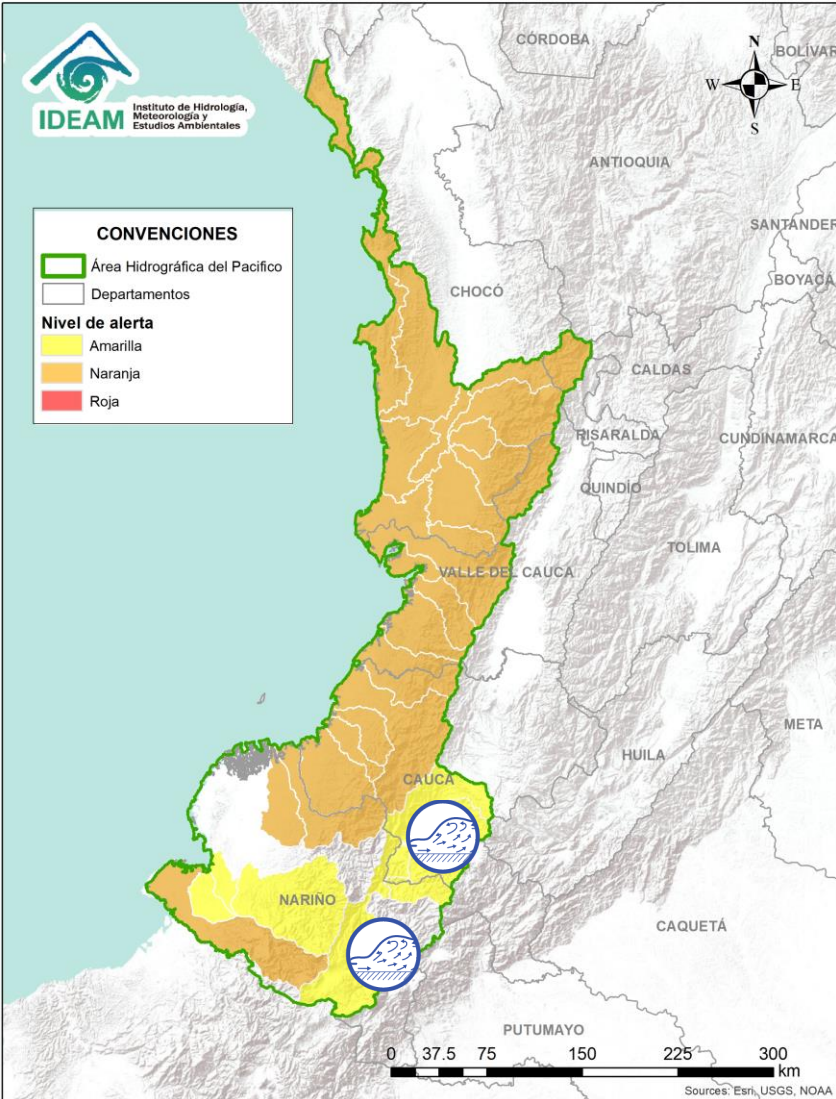 IDEAM
Instituto de Hidrología,
Meteorología y
Estudios Ambientales
CÓRDOBA
BOLÍVAR
N
W
E
S
ANTIOQUIA
SANTANDER
BOYACÁ
CONVENCIONES
Área Hidrográfica del Pacifico
Departamentos
Nivel de alerta
Amarilla
Naranja
Roja
CHOCÓ
CALDAS
RISARALDA
CUNDINAMARCA
QUINDÍO
TOLIMA
VALLE DEL CAUCA
META
HUILA
CAUCA
NARIÑO
CAQUETÁ
PUTUMAYO
0 37.5 75 150 225 300
km
Sources: Esri, USGS, NOAA